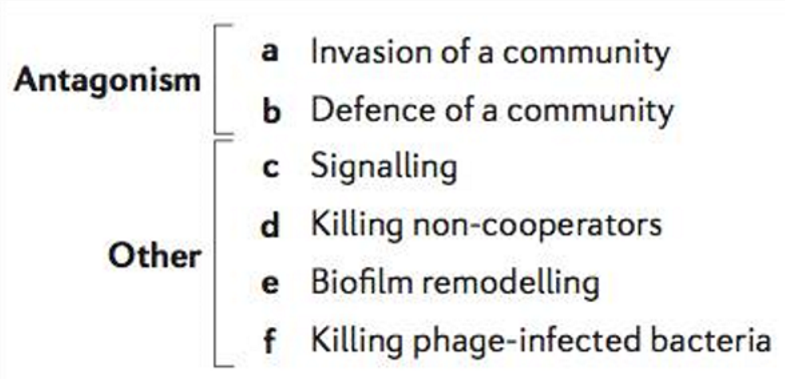 Antagonism
a Invasion of a community
b Defence of a community
Other
c Signalling
d Killing non-cooperators
e Biofilm remodelling
f Killing phage-infected bacteria